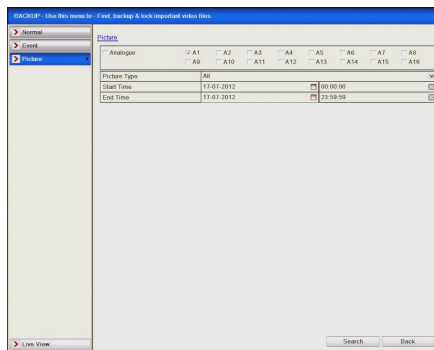 BACKUP - Use this menu to - Find, backup & lock important video files
Normal
Event
Picture
Picture
Analogue A1 A2 A3 A4 A5 A6 A7 A8
A9 A10 A11 A12 A13 A14 A15 A16
Picture Type All
Start Time 17-07-2012 00:00:00
End Time 17-07-2012 23:59:59
Live View
Search Back